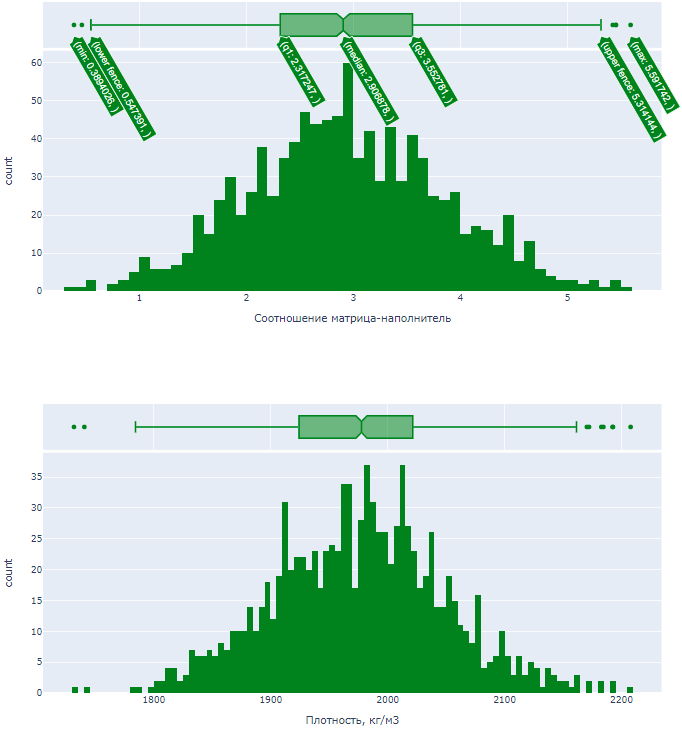 (min: 0.3894026, )
(lower fence: 0.547391, )
(q1: 2.317247, )
(median: 2.906878, )
(q3: 3.552781, )
(upper fence: 5.314144, )
(max: 5.591742, )
60
50
40
30
20
10
0
count
1 2 3 4 5
Соотношение матрица-наполнитель
35
30
25
20
15
10
5
0
count
1800 1900 2000 2100 2200
Плотность, кг/м3